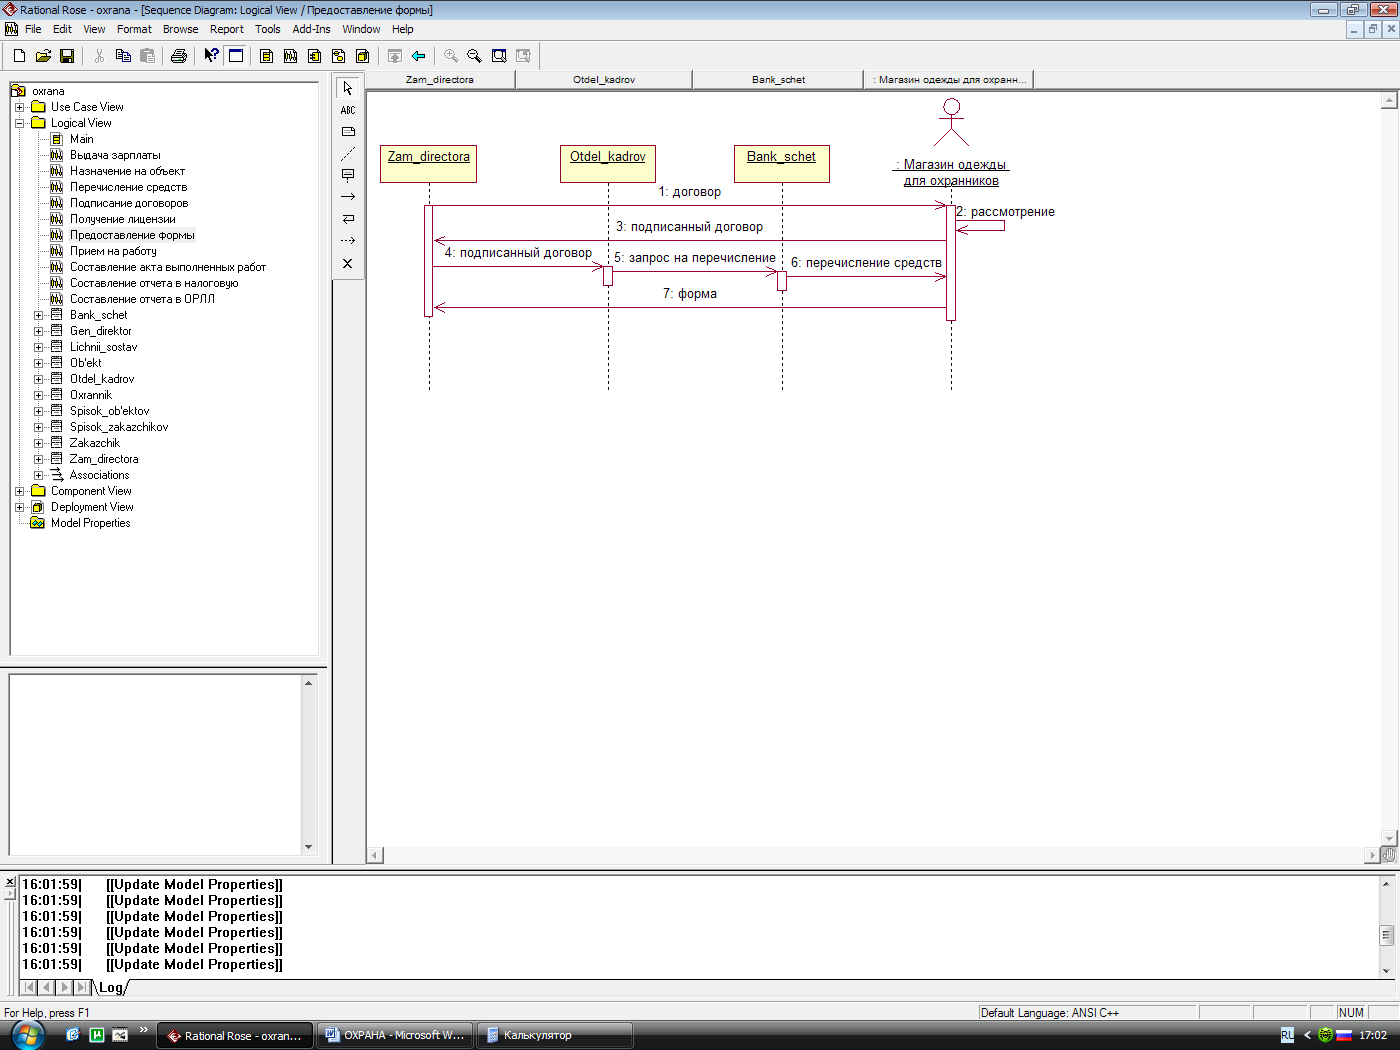 Rational Rose - oxrana - [Sequence Diagram: Logical View / Предоставление формы]
File Edit View Format Browse Report Tools Add-Ins Window Help
Zam_directora Otdel_kadrov Bank_schet : Магазин одежды для охранн...
oxrana
Use Case View
Logical View
Main
Выдача зарплаты
Назначение на объект
Перечисление средств
Подписание договоров
Получение лицензии
Предоставление формы
Прием на работу
Составление акта выполненных работ
Составление отчета в налоговую
Составление отчета в ОРЛЛ
Bank_schet
Gen_direktor
Lichnii_sostav
Ob'ekt
Otdel_kadrov
Oxrannik
Spisok_ob'ektov
Spisok_zakazchikov
Zakazchik
Zam_directora
Associations
Component View
Deployment View
Model Properties
ABC
Zam_directora
Otdel_kadrov
Bank_schet
: Магазин одежды
для охранников
1: договор
2: рассмотрение
3: подписанный договор
4: подписанный договор
5: запрос на перечисление
6: перечисление средств
7: форма
16:01:59| [[Update Model Properties]]
16:01:59| [[Update Model Properties]]
16:01:59| [[Update Model Properties]]
16:01:59| [[Update Model Properties]]
16:01:59| [[Update Model Properties]]
16:01:59| [[Update Model Properties]]
Log
For Help, press F1
Default Language: ANSI C++
NUM
Rational Rose - oxran...
ОХРАНА - Microsoft W...
Калькулятор
RU
17:02